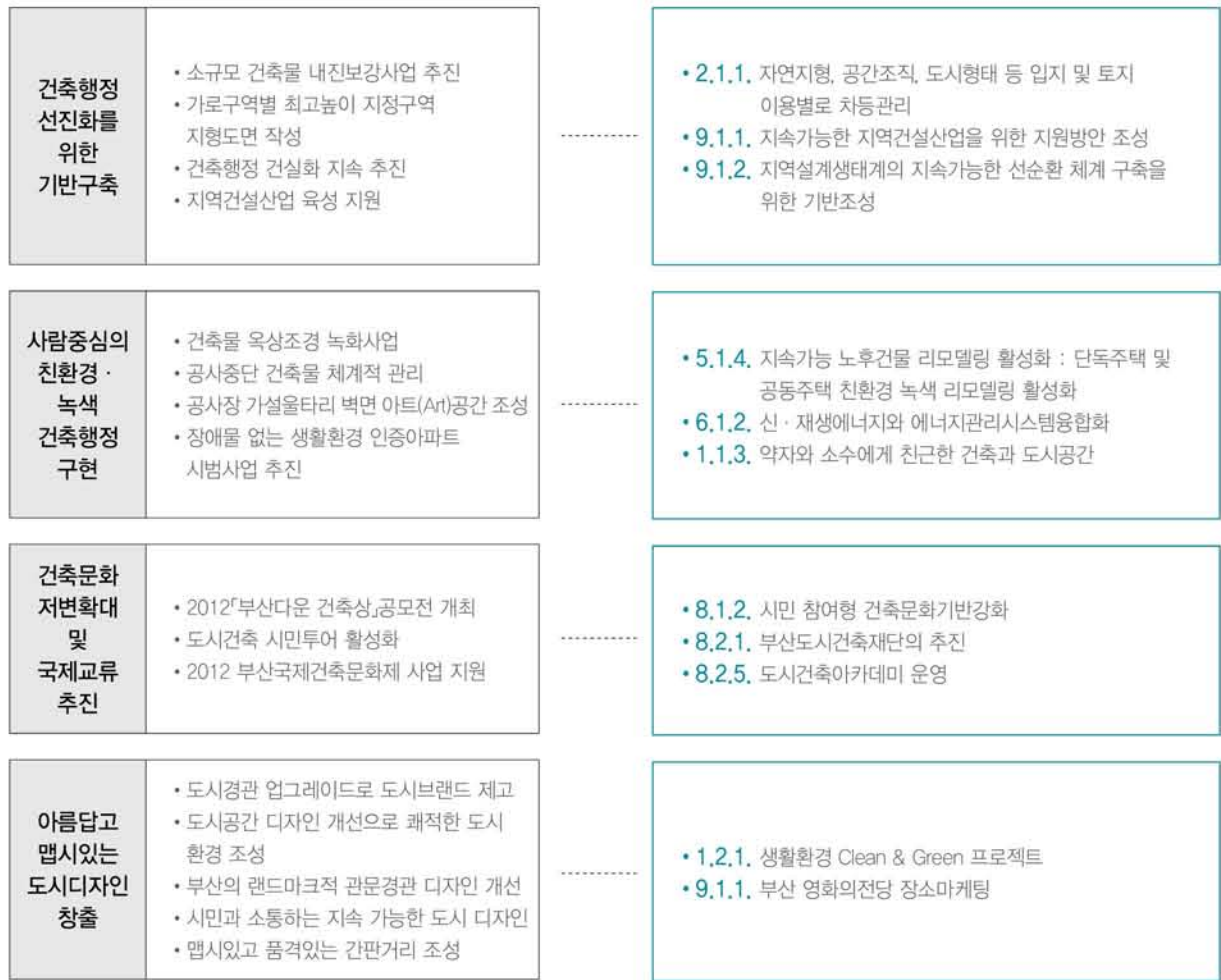 건축행정
선진화를
위한
기반구축
• 소규모 건축물 내진보강사업 추진
• 가로구역별 최고높이 지정구역
지형도면 작성
• 건축행정 건실화 지속 추진
• 지역건설산업 육성 지원
• 2.1.1. 자연지형, 공간조직, 도시형태 등 입지 및 토지
이용별로 차등관리
• 9.1.1. 지속가능한 지역건설산업을 위한 지원방안 조성
• 9.1.2. 지역설계생태계의 지속가능한 선순환 체계 구축을
위한 기반조성
사람중심의
친환경 ·
녹색
건축행정
구현
• 건축물 옥상조경 녹화사업
• 공사중단 건축물 체계적 관리
• 공사장 가설울타리 벽면 아트(Art)공간 조성
• 장애물 없는 생활환경 인증아파트
시범사업 추진
• 5.1.4. 지속가능 노후건물 리모델링 활성화 : 단독주택 및
공동주택 친환경 녹색 리모델링 활성화
• 6.1.2. 신 · 재생에너지와 에너지관리시스템융합화
• 1.1.3. 약자와 소수에게 친근한 건축과 도시공간
건축문화
저변확대
및
국제교류
추진
• 2012「부산다운 건축상」공모전 개최
• 도시건축 시민투어 활성화
• 2012 부산국제건축문화제 사업 지원
• 8.1.2. 시민 참여형 건축문화기반강화
• 8.2.1. 부산도시건축재단의 추진
• 8.2.5. 도시건축아카데미 운영
아름답고
맵시있는
도시디자인
창출
• 도시경관 업그레이드로 도시브랜드 제고
• 도시공간 디자인 개선으로 쾌적한 도시
환경 조성
• 부산의 랜드마크적 관문경관 디자인 개선
• 시민과 소통하는 지속 가능한 도시 디자인
• 맵시있고 품격있는 간판거리 조성
• 1.2.1. 생활환경 Clean & Green 프로젝트
• 9.1.1. 부산 영화의전당 장소마케팅